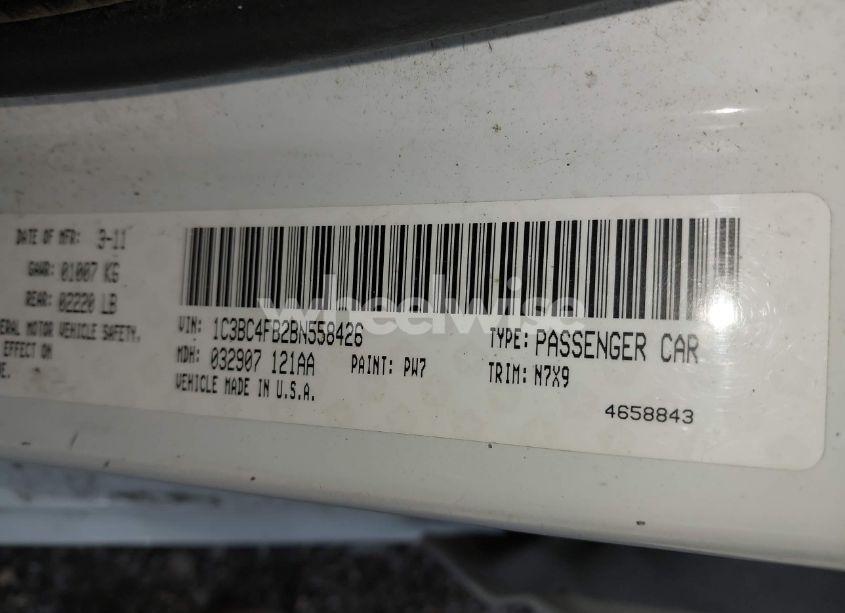 DATE OF MFR: 3-11
GAWR: 01007 KG
REAR: 02220 LB
ERAL MOTOR VEHICLE SAFETY,
EFFECT ON
E.
VIN: 1C3BC4FB2BN558426
TYPE: PASSENGER CAR
MDH: 032907 121AA
PAINT: PW7
TRIM: N7X9
VEHICLE MADE IN U.S.A.
4658843
wheelwise